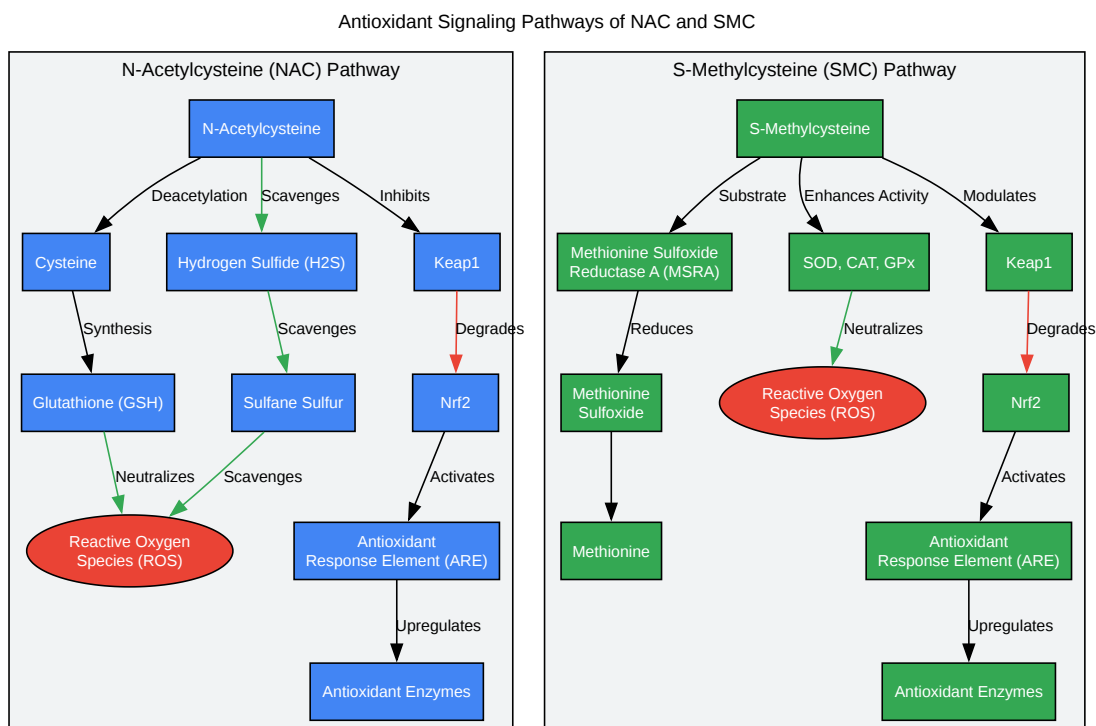 Antioxidant Signaling Pathways of NAC and SMC
N-Acetylcysteine (NAC) Pathway
N-Acetylcysteine
Deacetylation
Scavenges
Inhibits
Cysteine
Hydrogen Sulfide (H2S)
Keap1
Synthesis
Scavenges
Degrades
Glutathione (GSH)
Sulfane Sulfur
Nrf2
Neutralizes
Scavenges
Activates
Reactive Oxygen
Species (ROS)
Antioxidant
Response Element (ARE)
Upregulates
Antioxidant Enzymes
S-Methylcysteine (SMC) Pathway
S-Methylcysteine
Substrate
Enhances Activity
Modulates
Methionine Sulfoxide
Reductase A (MSRA)
SOD, CAT, GPx
Keap1
Reduces
Neutralizes
Degrades
Methionine
Sulfoxide
Reactive Oxygen
Species (ROS)
Nrf2
Activates
Methionine
Antioxidant
Response Element (ARE)
Upregulates
Antioxidant Enzymes